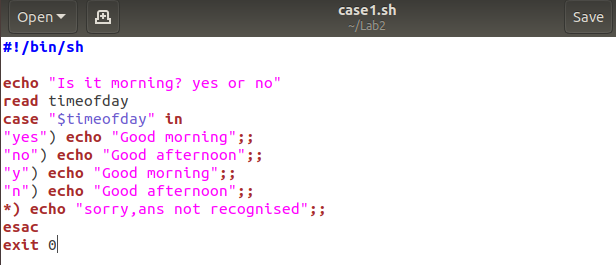 Open
case1.sh
~/Lab2
Save
#!/bin/sh
echo "Is it morning? yes or no"
read timeofday
case "$timeofday" in
"yes") echo "Good morning";;
"no") echo "Good afternoon";;
"y") echo "Good morning";;
"n") echo "Good afternoon";;
*) echo "sorry,ans not recognised";;
esac
exit 0